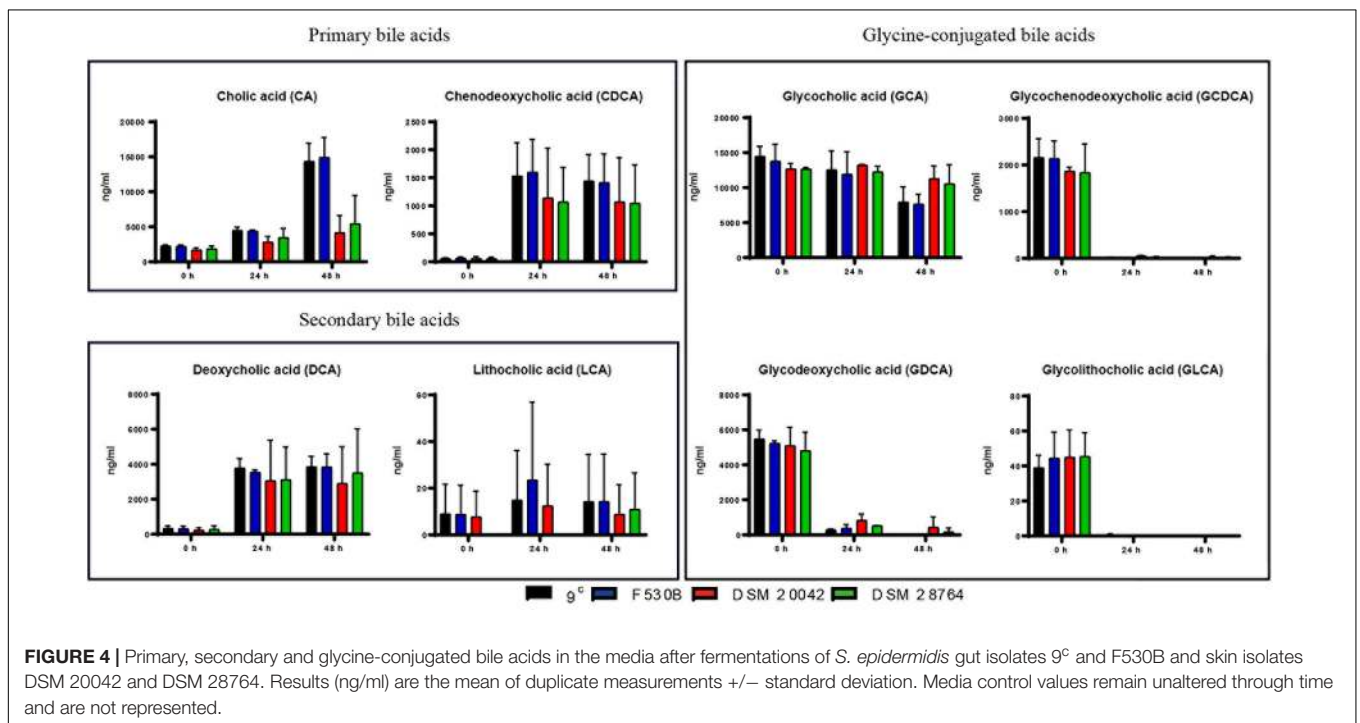 Primary bile acids
Glycine-conjugated bile acids
Cholic acid (CA)
ng/ml
20000
15000
10000
5000
0
0 h
24 h
48 h
Chenodeoxycholic acid (CDCA)
ng/ml
2500
2000
1500
1000
500
0
0 h
24 h
48 h
Glycocholic acid (GCA)
ng/ml
20000
15000
10000
5000
0
0 h
24 h
48 h
Glycochenodeoxycholic acid (GCDCA)
ng/ml
3000
2000
1000
0
0 h
24 h
48 h
Secondary bile acids
Deoxycholic acid (DCA)
ng/ml
8000
6000
4000
2000
0
0 h
24 h
48 h
Lithocholic acid (LCA)
ng/ml
60
40
20
0
0 h
24 h
48 h
Glycodeoxycholic acid (GDCA)
ng/ml
8000
6000
4000
2000
0
0 h
24 h
48 h
Glycolithocholic acid (GLCA)
ng/ml
80
60
40
20
0
0 h
24 h
48 h
9c F530B DSM 20042 DSM 28764
FIGURE 4 | Primary, secondary and glycine-conjugated bile acids in the media after fermentations of S. epidermidis gut isolates 9c and F530B and skin isolates
DSM 20042 and DSM 28764. Results (ng/ml) are the mean of duplicate measurements +/− standard deviation. Media control values remain unaltered through time
and are not represented.